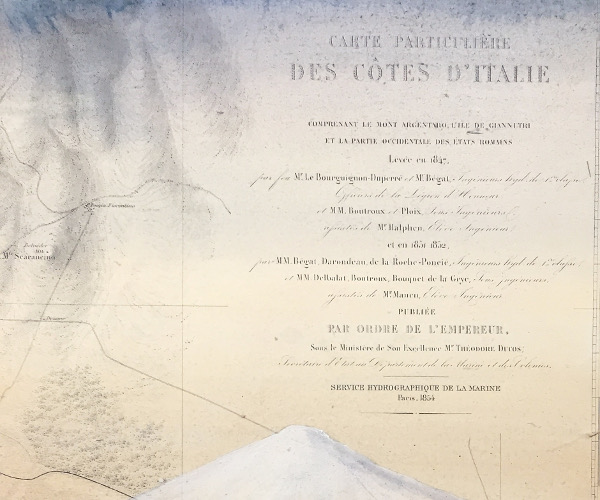 CARTE PARTICULIÈRE
DES CÔTES D'ITALIE
COMPRENANT LE MONT ARGENTARO, L'ILE DE GIANNUTRI
ET LA PARTIE OCCIDENTALE DES ETATS ROMAINS
Levée en 1847,
par feu Mr. Le Bourguignon-Duperré et Mr. Bégat, Ingénieurs hydr. de 1re classe,
Officiers de la Légion d'Honneur
et MM. Boutroux et Ploix, Sous Ingénieurs,
ajustés de Mr. Halphen, Elève Ingénieur
et en 1851 1852,
par MM. Bégat, Darondeau, de la Roche-Poncié, Ingénieurs hydr. de 1re classe,
et MM. Delbalat, Boutroux, Bouquet de la Grye, Sous ingénieurs,
ajustés de Mr. Manen, Elève Ingénieur
PUBLIÉE
PAR ORDRE DE L'EMPEREUR,
Sous le Ministère de Son Excellence Mr. THÉODORE DUCOS,
Secrétaire d'Etat au Département de la Marine et des Colonies,
SERVICE HYDROGRAPHIQUE DE LA MARINE
Paris, 1854
Mte. Scacancino